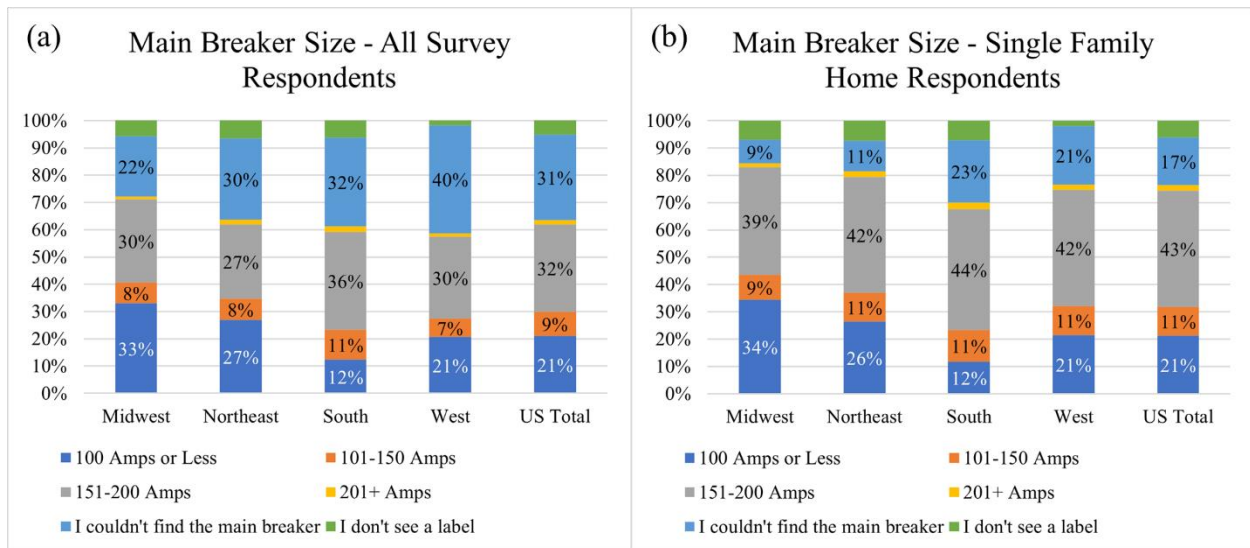 (a)
Main Breaker Size - All Survey
Respondents
100%
90%
80%
70%
60%
50%
40%
30%
20%
10%
0%
22%
30%
8%
33%
30%
27%
8%
27%
32%
36%
11%
12%
40%
30%
7%
21%
31%
32%
9%
21%
Midwest
Northeast
South
West
US Total
100 Amps or Less
101-150 Amps
151-200 Amps
201+ Amps
I couldn't find the main breaker
I don't see a label
(b)
Main Breaker Size - Single Family
Home Respondents
100%
90%
80%
70%
60%
50%
40%
30%
20%
10%
0%
9%
39%
9%
34%
11%
42%
11%
26%
23%
44%
11%
12%
21%
42%
11%
21%
17%
43%
11%
21%
Midwest
Northeast
South
West
US Total
100 Amps or Less
101-150 Amps
151-200 Amps
201+ Amps
I couldn't find the main breaker
I don't see a label